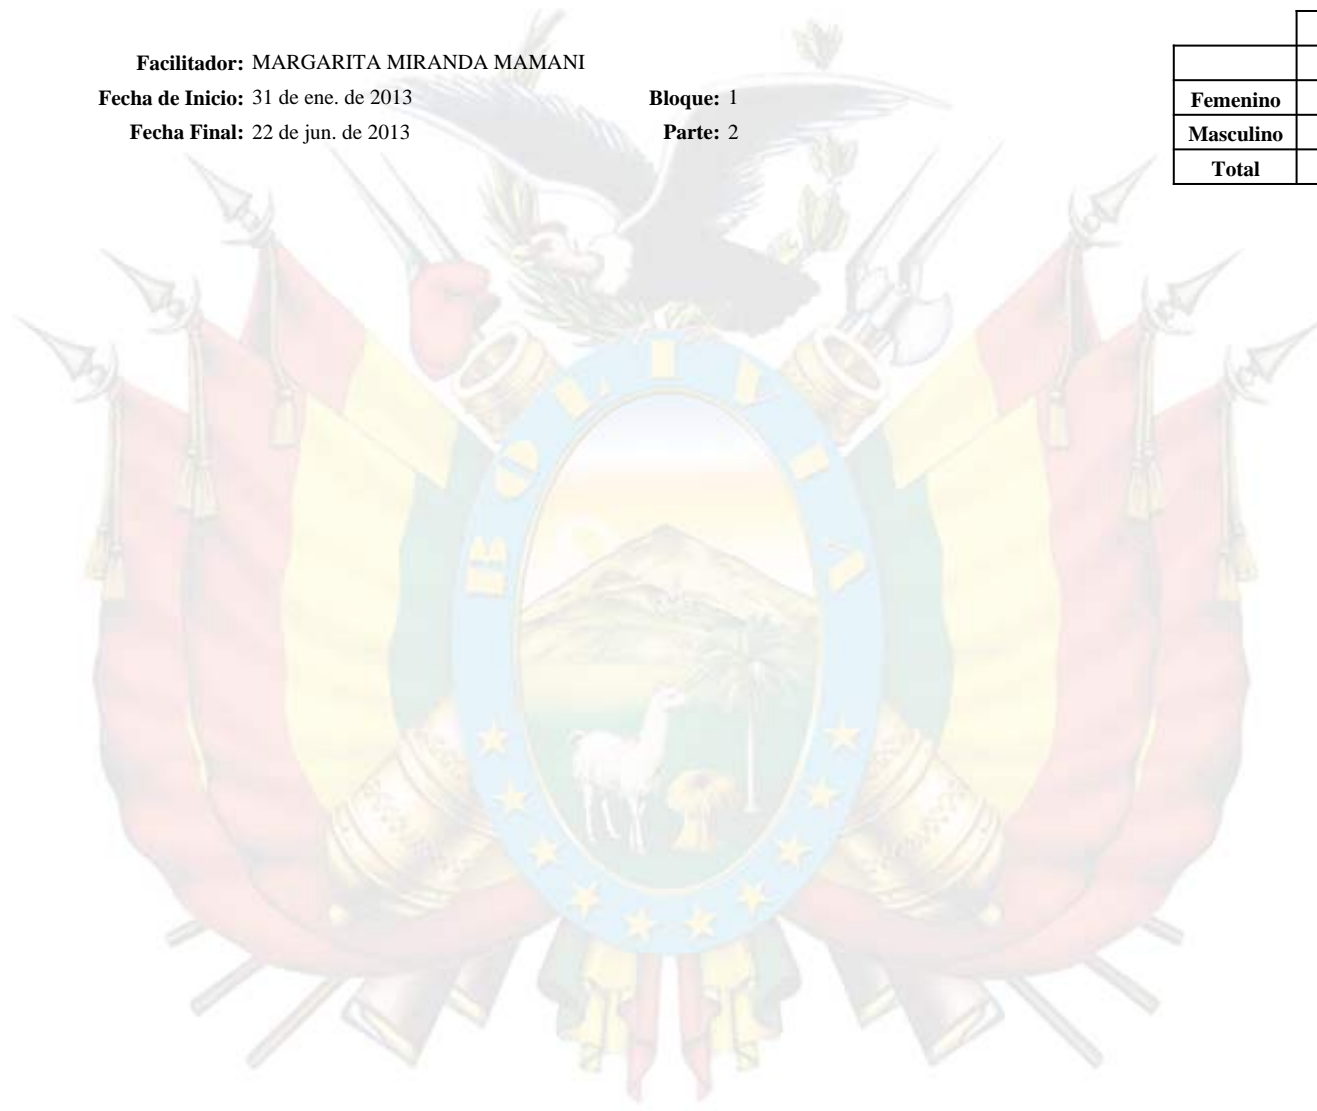 Facilitador: MARGARITA MIRANDA MAMANI
Fecha de Inicio: 31 de ene. de 2013 Bloque: 1
Fecha Final: 22 de jun. de 2013 Parte: 2
Femenino
Masculino
Total
BOLIVIA